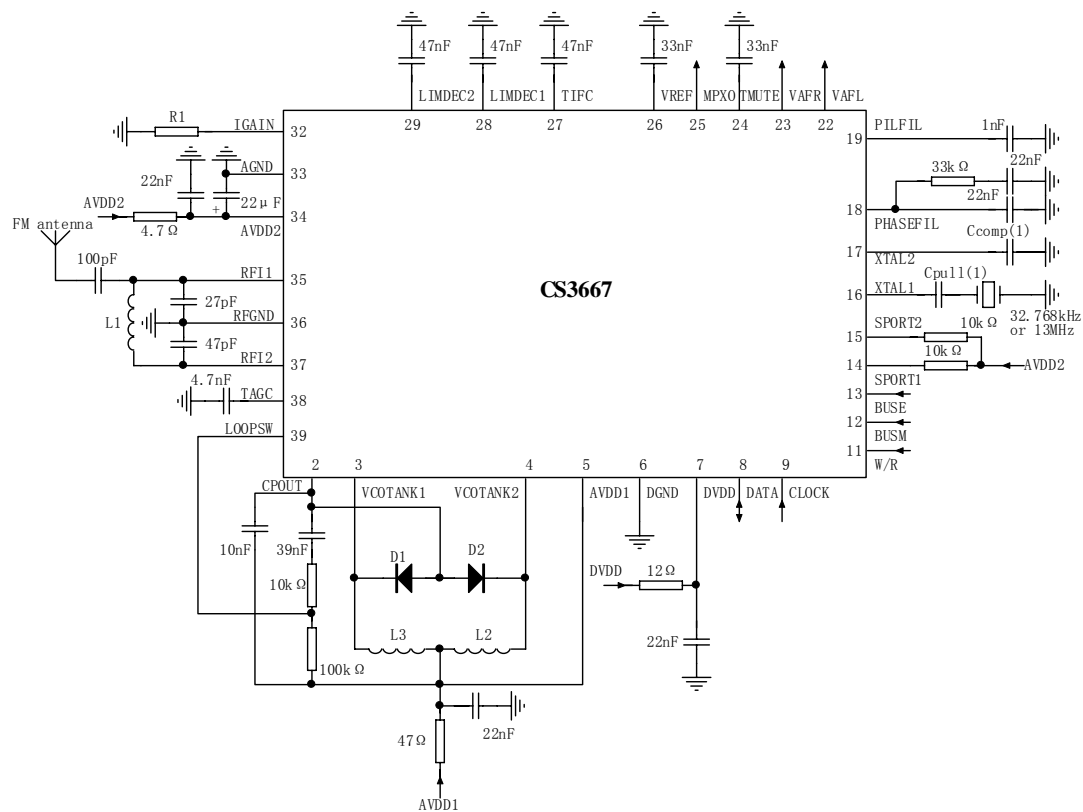 47nF 47nF 47nF 33nF 33nF
LIMDEC2 LIMDEC1 TIFC VREF MPXO TMUTE VAFR VAFL
29 28 27 26 25 24 23 22
R1 IGAIN 32
AGND 33
22nF 22μF
AVDD2 + 34
4.7Ω AVDD2
FM antenna
100pF RFI1 35
27pF
L1 RFGND 36
47pF
RFI2 37
4.7nF
TAGC 38
LOOPSW 39
CS3667
19 PILFIL 1nF
22nF
33kΩ
22nF
18 PHASEFIL
Ccomp(1)
17 XTAL2
Cpull(1)
16 XTAL1
32.768kHz
or 13MHz
10kΩ
15 SPORT2
10kΩ
14 AVDD2
SPORT1
13
BUSE
12
BUSM
11
W/R
2 3 4 5 6 7 8 9
CPOUT VCOTANK1 VCOTANK2 AVDD1 DGND DVDD DATA CLOCK
10nF 39nF D1 D2
10kΩ
DVDD 12Ω
L3 L2
22nF
100kΩ
47Ω 22nF
AVDD1